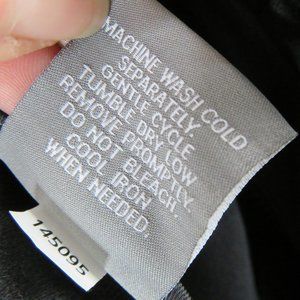 MACHINE WASH COLD
SEPARATELY.
GENTLE CYCLE.
TUMBLE DRY LOW.
REMOVE PROMPTLY.
DO NOT BLEACH.
COOL IRON
WHEN NEEDED.
145095